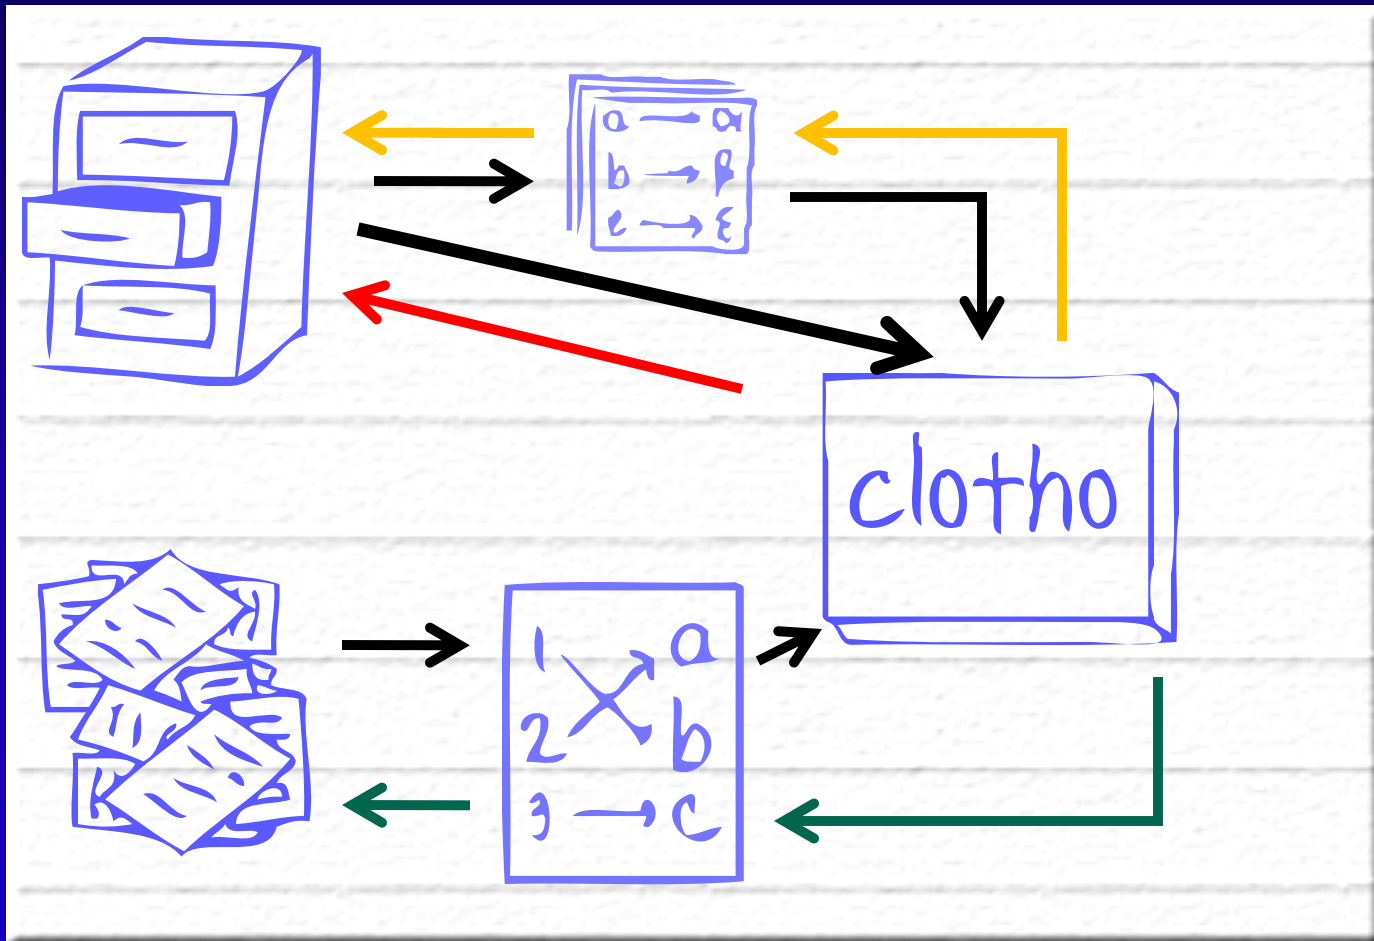 a → a
b → β
e → ε
clotho
1 a
2 b
3 → c